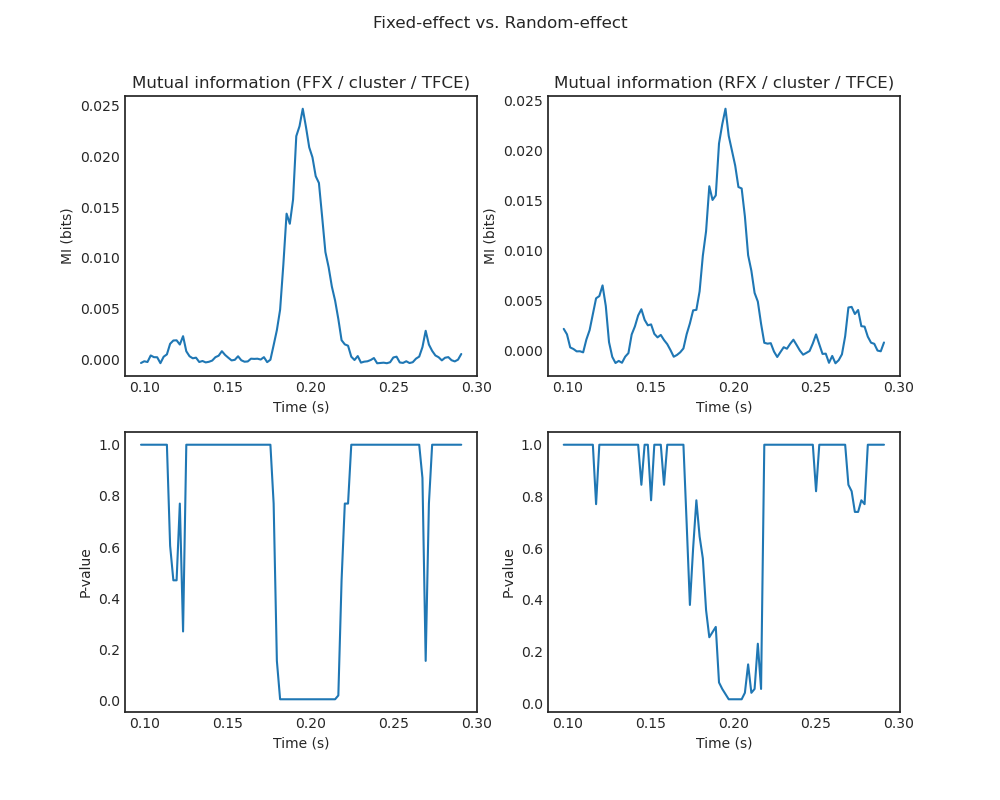 Fixed-effect vs. Random-effect
Mutual information (FFX / cluster / TFCE)
0.025
0.020
0.015
0.010
0.005
0.000
MI (bits)
0.10 0.15 0.20 0.25 0.30
Time (s)
Mutual information (RFX / cluster / TFCE)
0.025
0.020
0.015
0.010
0.005
0.000
MI (bits)
0.10 0.15 0.20 0.25 0.30
Time (s)
1.0
0.8
0.6
0.4
0.2
0.0
P-value
0.10 0.15 0.20 0.25 0.30
Time (s)
1.0
0.8
0.6
0.4
0.2
0.0
P-value
0.10 0.15 0.20 0.25 0.30
Time (s)